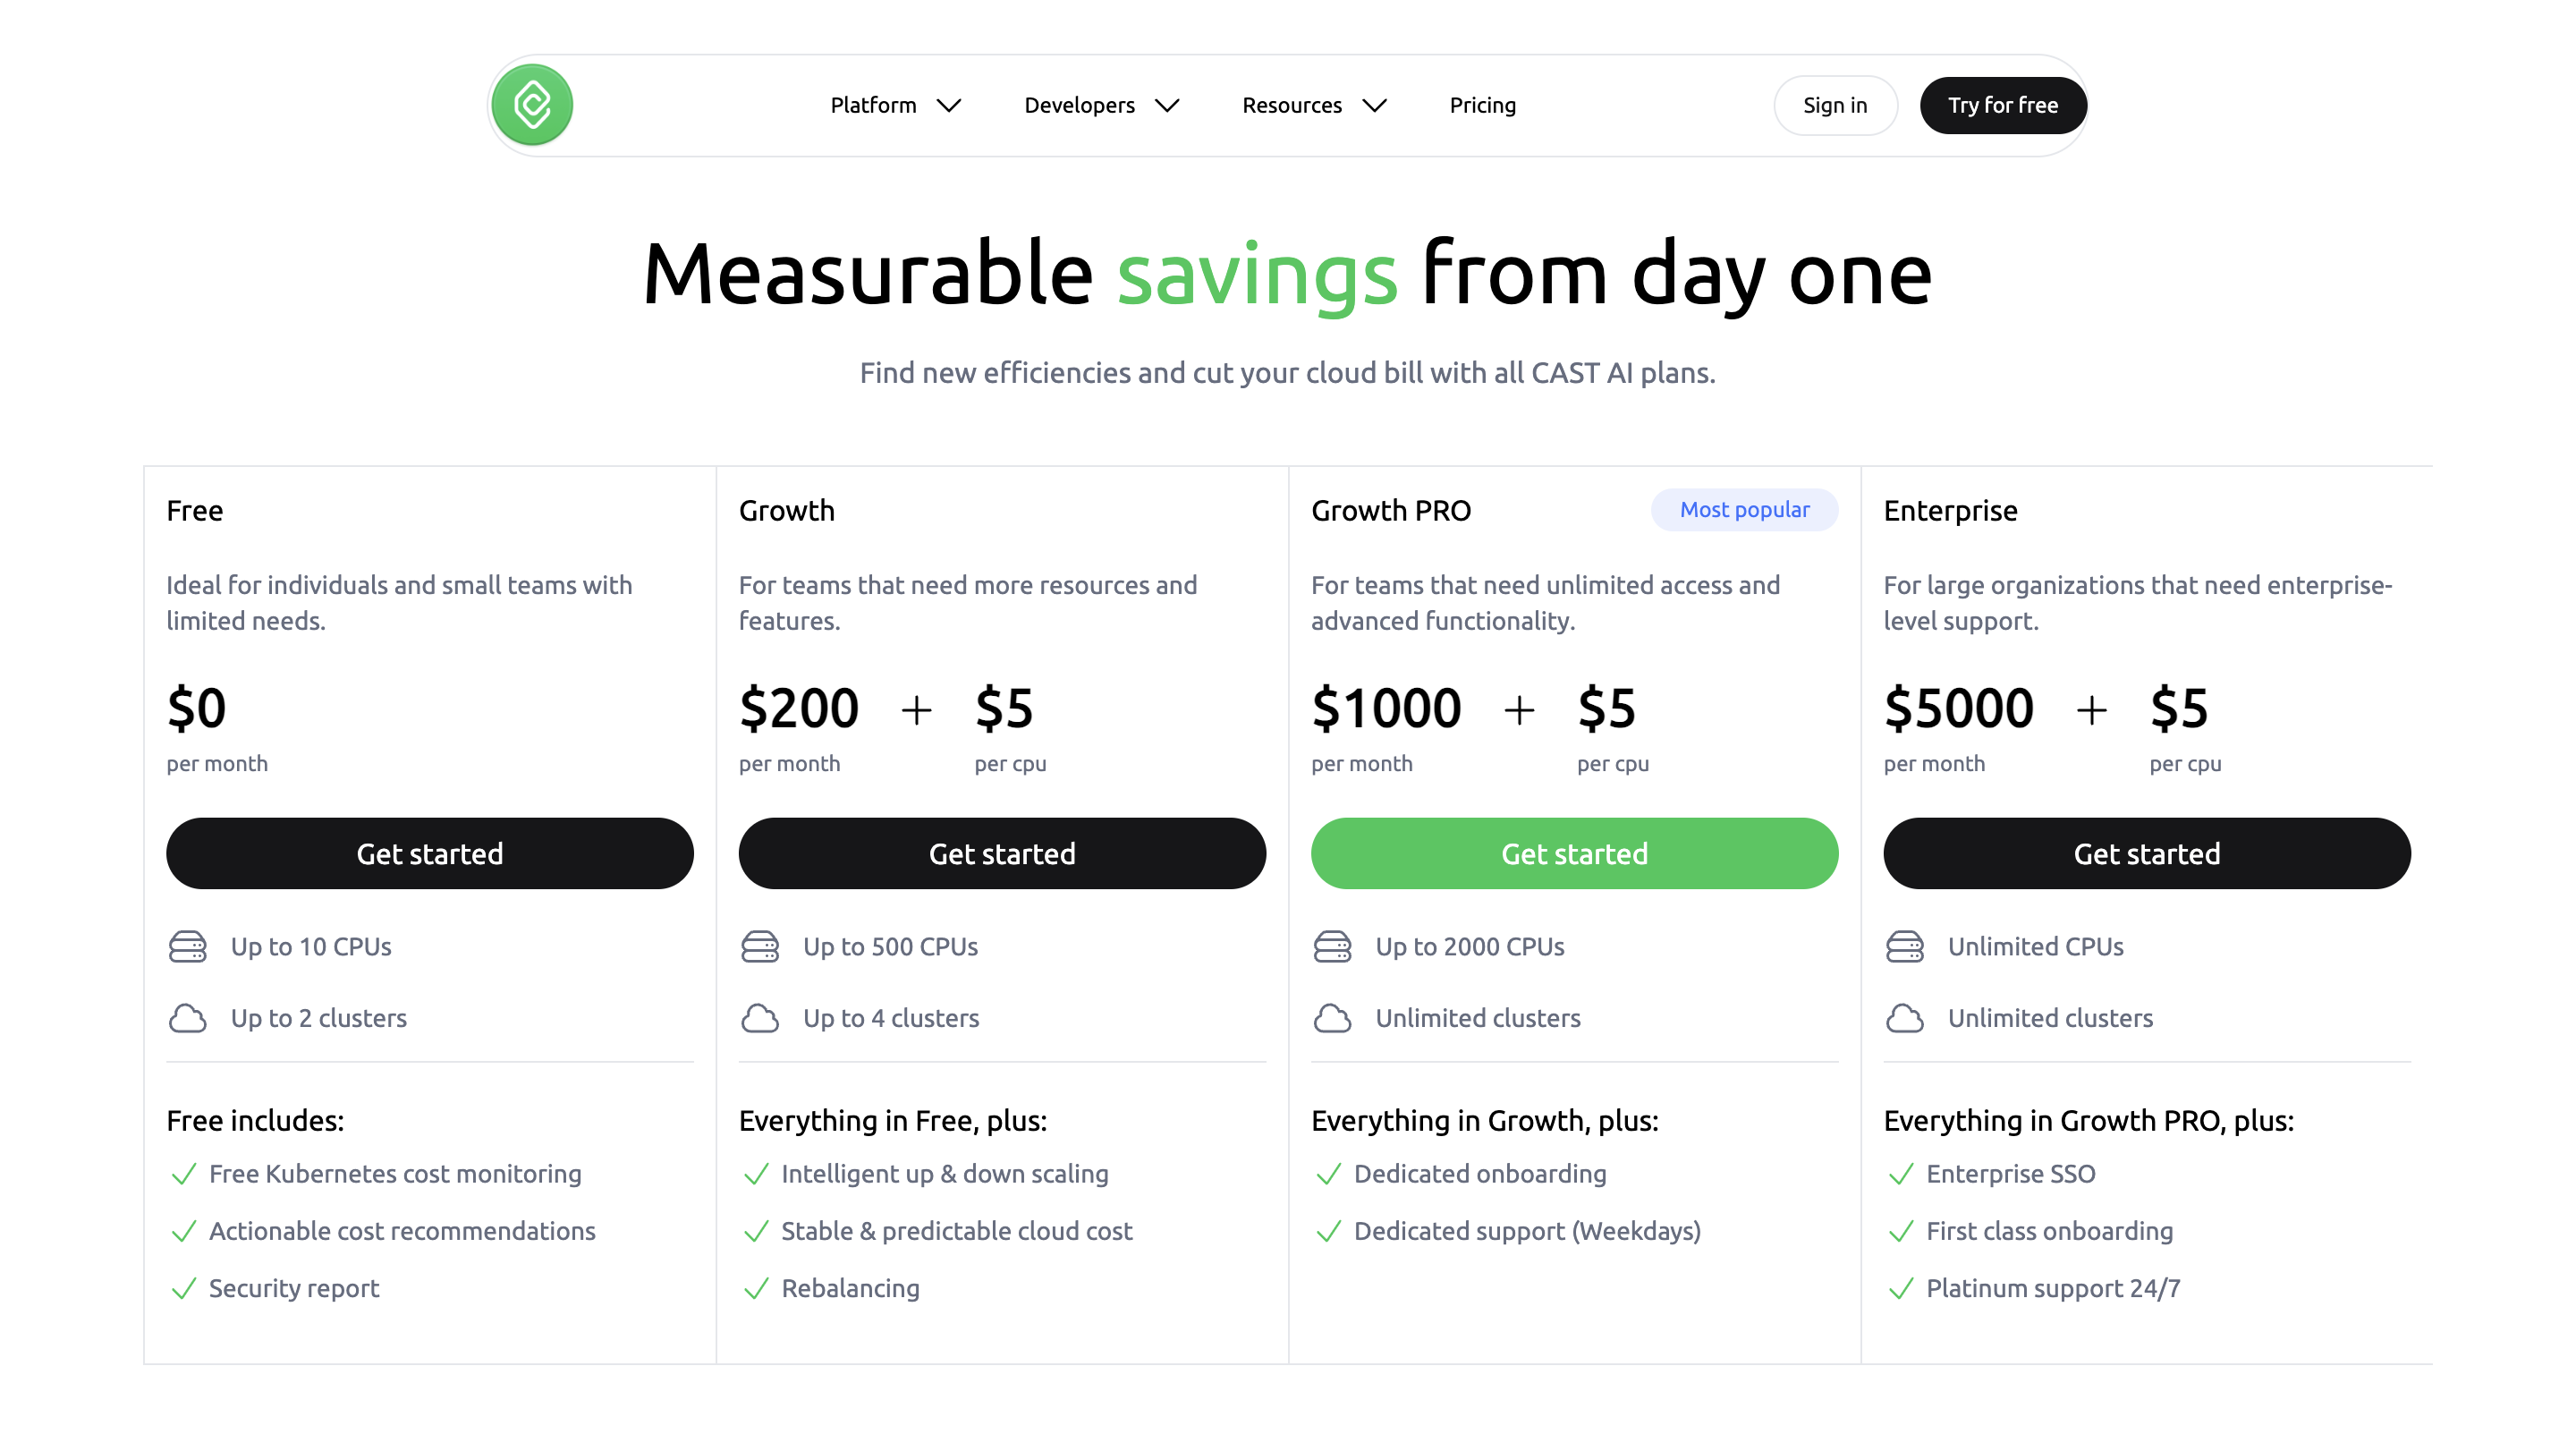 Platform
Developers
Resources
Pricing
Sign in
Try for free
Measurable savings from day one
Find new efficiencies and cut your cloud bill with all CAST AI plans.
Free
Ideal for individuals and small teams with
limited needs.
$0
per month
Get started
Up to 10 CPUs
Up to 2 clusters
Free includes:
Free Kubernetes cost monitoring
Actionable cost recommendations
Security report
Growth
For teams that need more resources and
features.
$200 + $5
per month per cpu
Get started
Up to 500 CPUs
Up to 4 clusters
Everything in Free, plus:
Intelligent up & down scaling
Stable & predictable cloud cost
Rebalancing
Growth PRO
Most popular
For teams that need unlimited access and
advanced functionality.
$1000 + $5
per month per cpu
Get started
Up to 2000 CPUs
Unlimited clusters
Everything in Growth, plus:
Dedicated onboarding
Dedicated support (Weekdays)
Enterprise
For large organizations that need enterprise-
level support.
$5000 + $5
per month per cpu
Get started
Unlimited CPUs
Unlimited clusters
Everything in Growth PRO, plus:
Enterprise SSO
First class onboarding
Platinum support 24/7